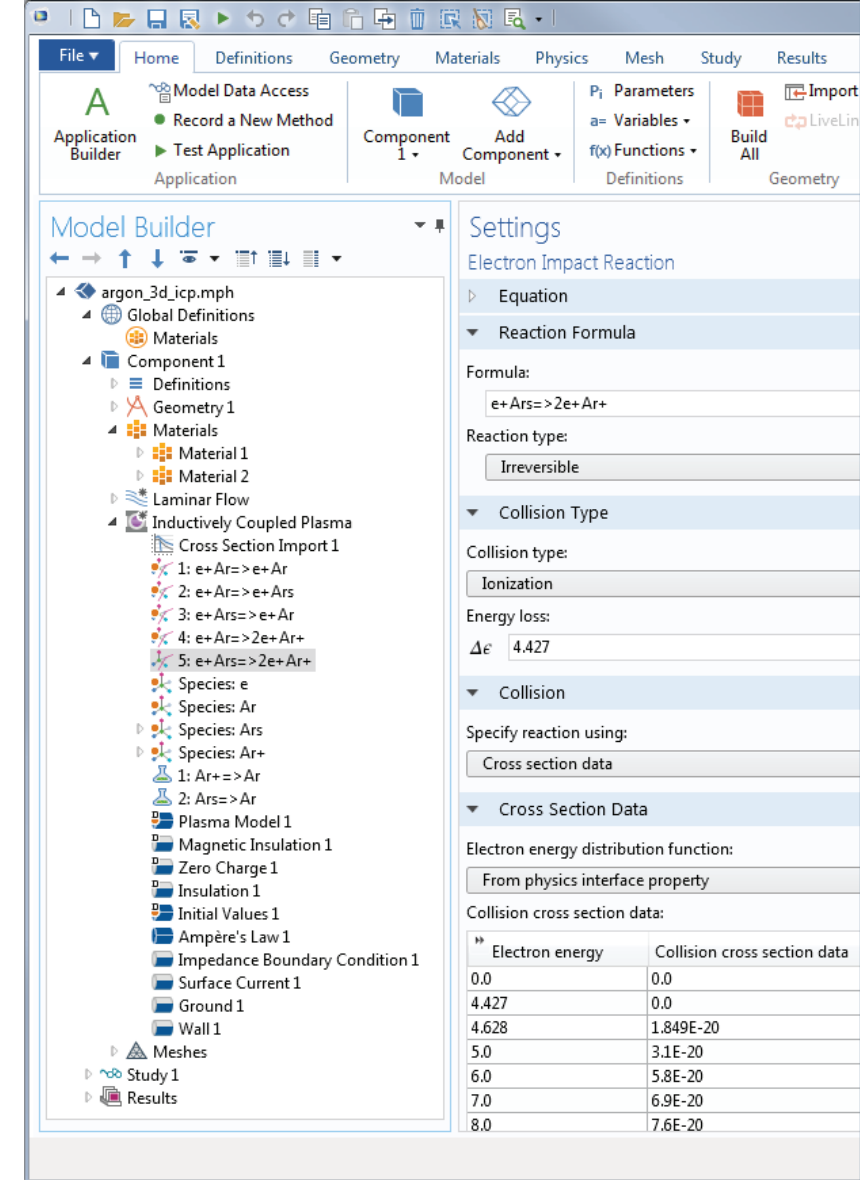 File Home Definitions Geometry Materials Physics Mesh Study Results
Model Data Access
Record a New Method
Test Application
Application Builder
Application
Component 1
Add Component
Model
Pi Parameters
a= Variables
f(x) Functions
Definitions
Build All
Import
LiveLin
Geometry
Model Builder
argon_3d_icp.mph
Global Definitions
Materials
Component 1
Definitions
Geometry 1
Materials
Material 1
Material 2
Laminar Flow
Inductively Coupled Plasma
Cross Section Import 1
1: e+Ar=>e+Ar
2: e+Ar=>e+Ars
3: e+Ars=>e+Ar
4: e+Ar=>2e+Ar+
5: e+Ars=>2e+Ar+
Species: e
Species: Ar
Species: Ars
Species: Ar+
1: Ar+=>Ar
2: Ars=>Ar
Plasma Model 1
Magnetic Insulation 1
Zero Charge 1
Insulation 1
Initial Values 1
Ampère's Law 1
Impedance Boundary Condition 1
Surface Current 1
Ground 1
Wall 1
Meshes
Study 1
Results
Settings
Electron Impact Reaction
Equation
Reaction Formula
Formula:
e+Ars=>2e+Ar+
Reaction type:
Irreversible
Collision Type
Collision type:
Ionization
Energy loss:
Δϵ 4.427
Collision
Specify reaction using:
Cross section data
Cross Section Data
Electron energy distribution function:
From physics interface property
Collision cross section data:
Electron energy Collision cross section data
0.0 0.0
4.427 0.0
4.628 1.849E-20
5.0 3.1E-20
6.0 5.8E-20
7.0 6.9E-20
8.0 7.6E-20